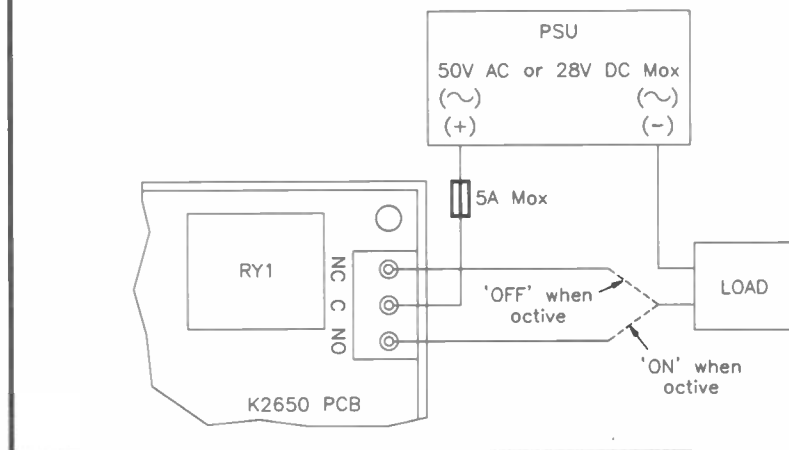 PSU
50V AC or 28V DC Mox
(~) (~)
(+) (-)
5A Mox
RY1
NC
C
NO
'OFF' when
octive
LOAD
'ON' when
octive
K2650 PCB